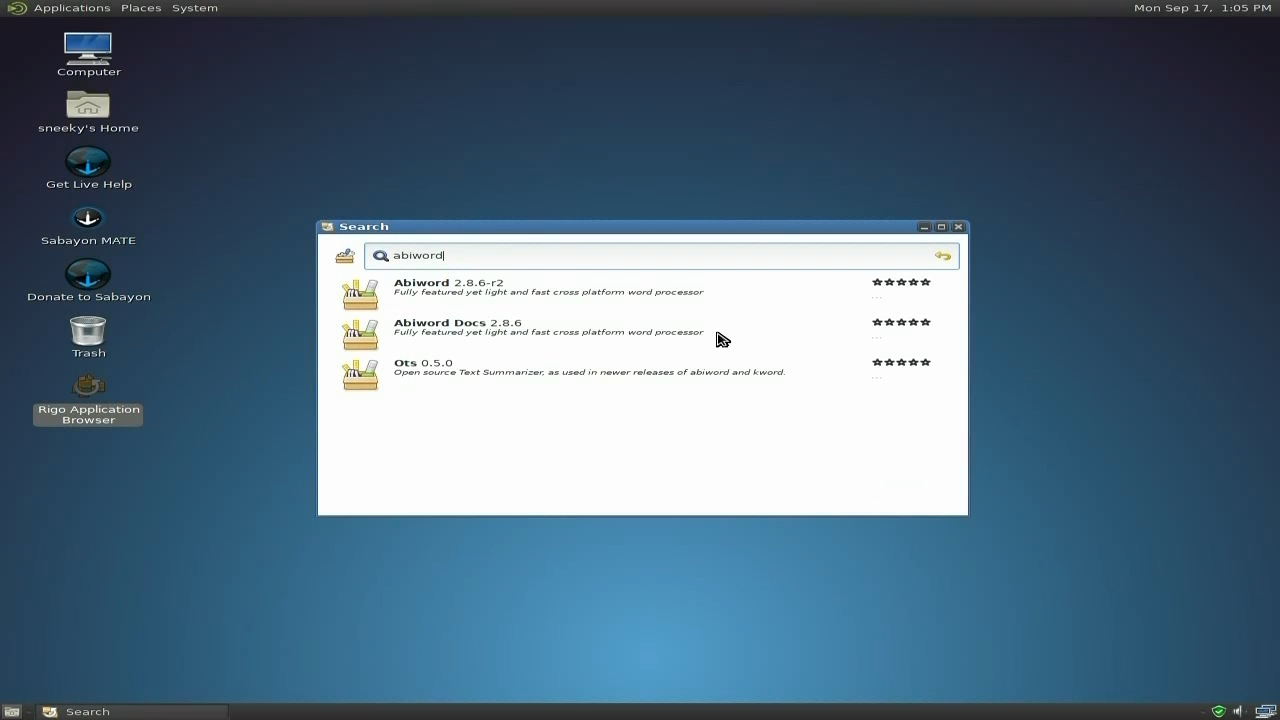 Applications Places System
Mon Sep 17, 1:05 PM
Computer
sneeky's Home
Get Live Help
Sabayon MATE
Donate to Sabayon
Trash
Rigo Application
Browser
Search
abiword
Abiword 2.8.6-r2
Fully featured yet light and fast cross platform word processor
...
Abiword Docs 2.8.6
Fully featured yet light and fast cross platform word processor
...
Ots 0.5.0
Open source Text Summarizer, as used in newer releases of abiword and kword.
...
Search